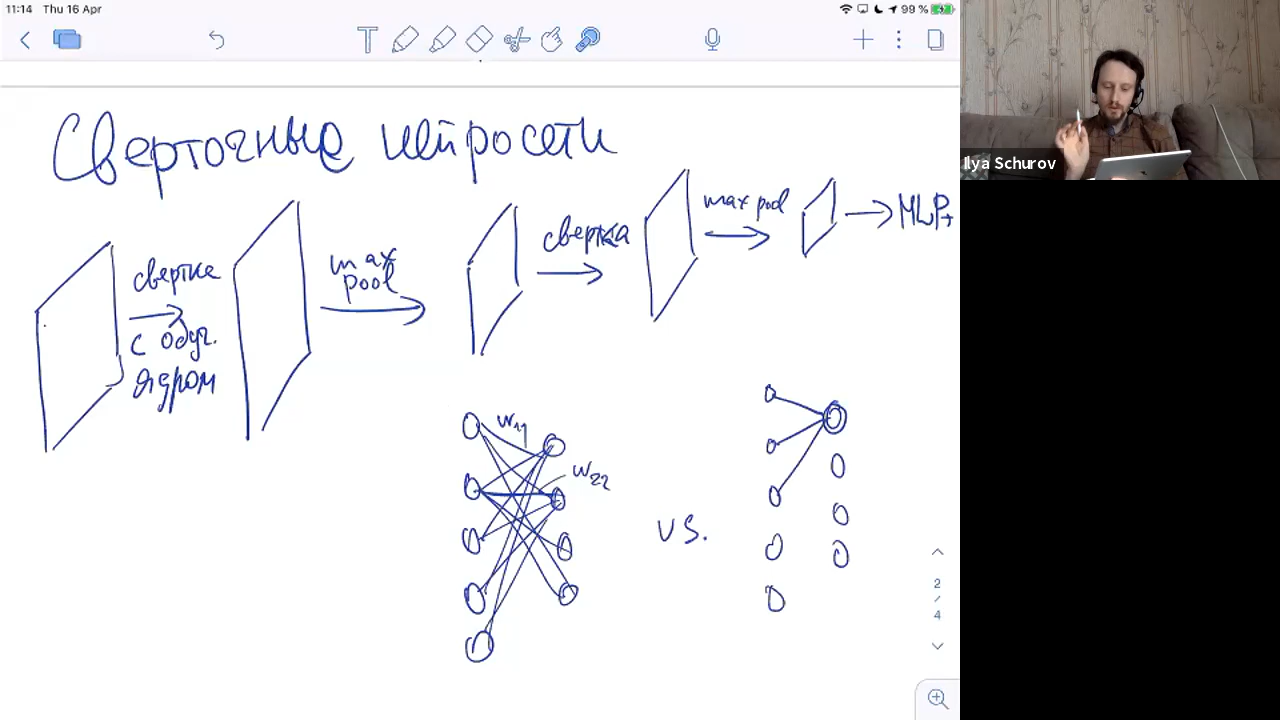 11:14 Thu 16 Apr
99 %
T
Сверточные нейросети
свертка
с обуч.
ядром
max
pool
свертка
max pool
MLP+
w11
w22
vs.
2
/
4
Ilya Schurov